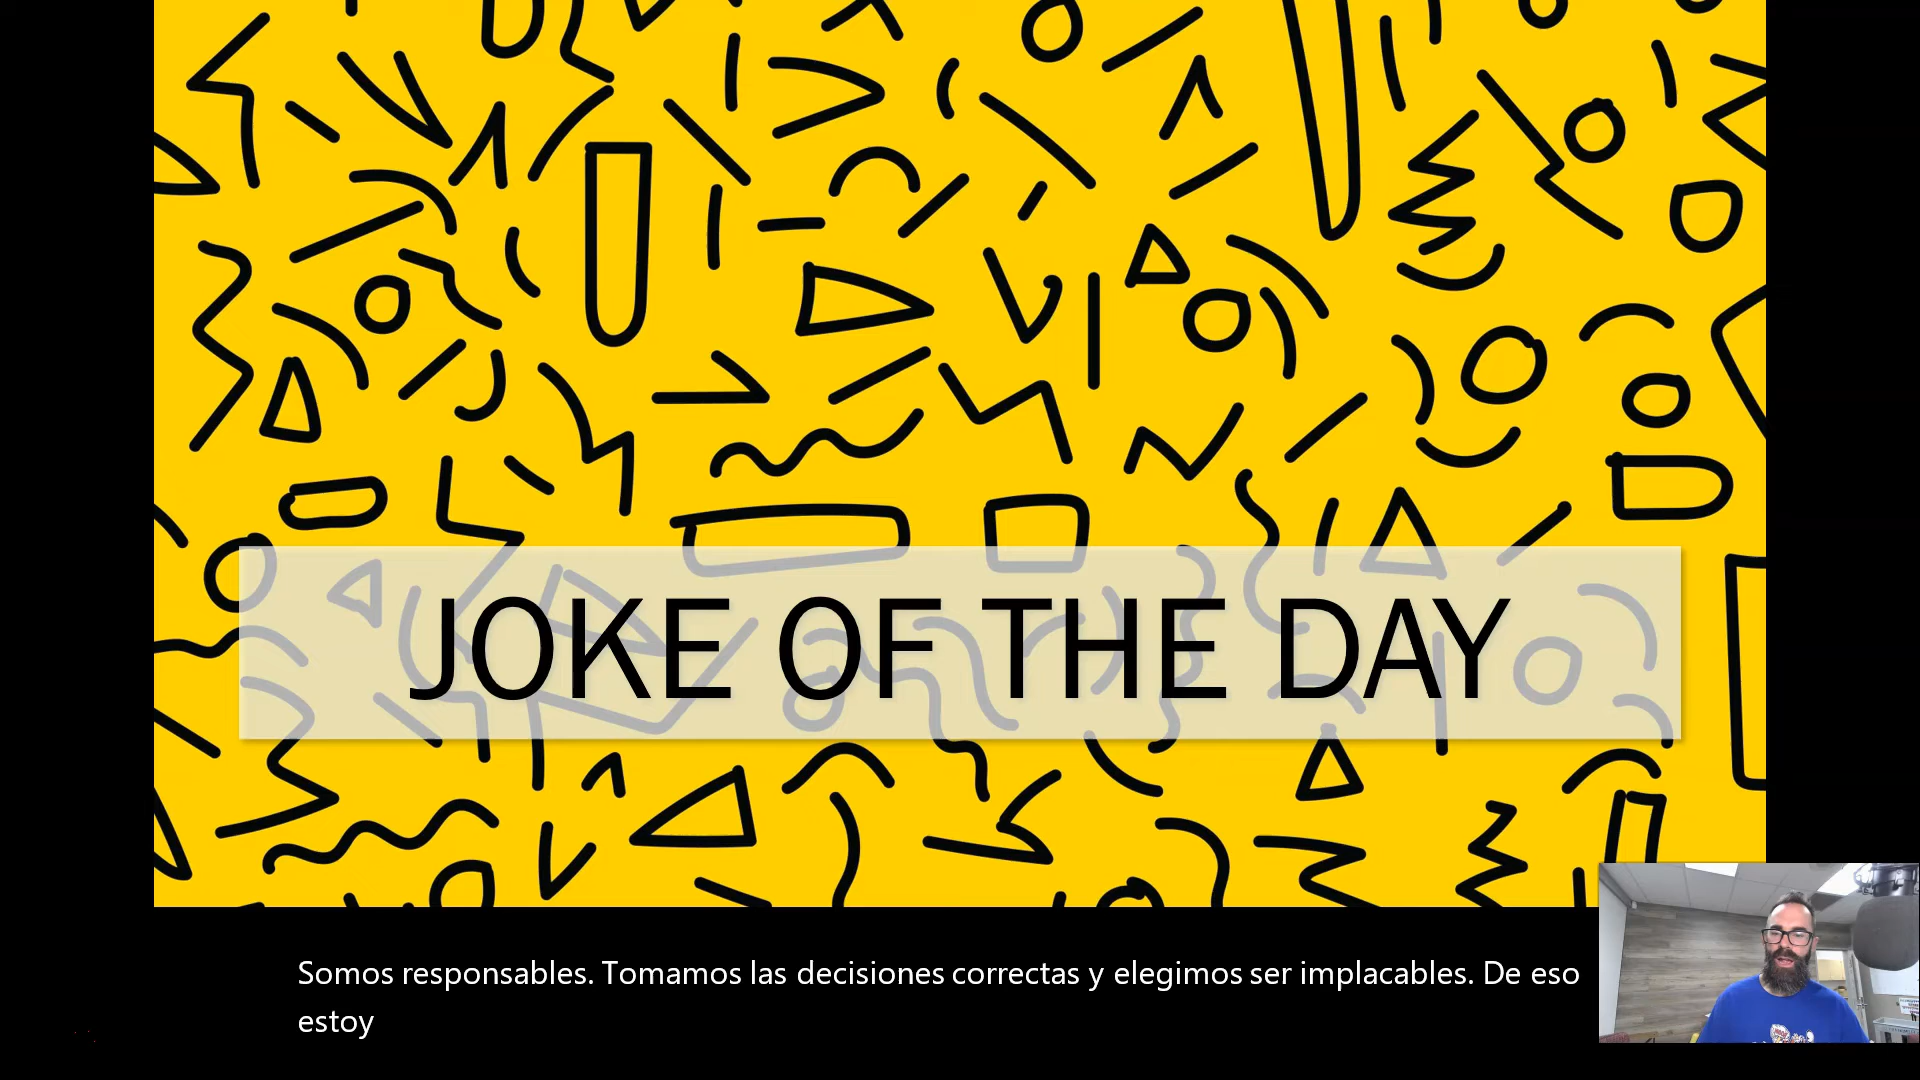 JOKE OF THE DAY
Somos responsables. Tomamos las decisiones correctas y elegimos ser implacables. De eso
estoy